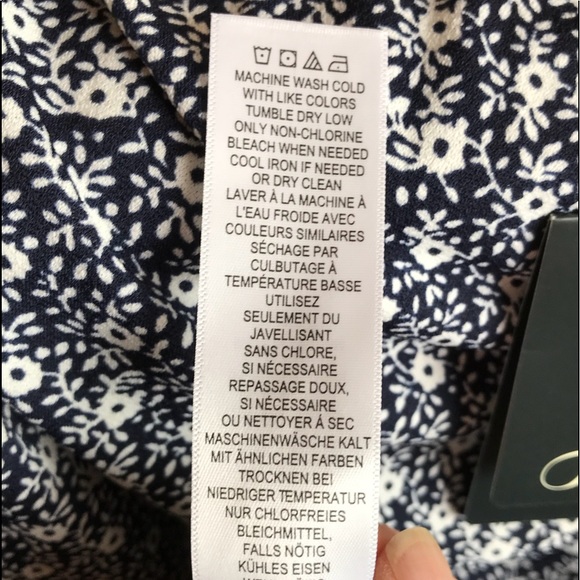 MACHINE WASH COLD
WITH LIKE COLORS
TUMBLE DRY LOW
ONLY NON-CHLORINE
BLEACH WHEN NEEDED
COOL IRON IF NEEDED
OR DRY CLEAN
LAVER À LA MACHINE À
L'EAU FROIDE AVEC
COULEURS SIMILAIRES
SÉCHAGE PAR
CULBUTAGE À
TEMPÉRATURE BASSE
UTILISEZ
SEULEMENT DU
JAVELLISANT
SANS CHLORE,
SI NÉCESSAIRE
REPASSAGE DOUX,
SI NÉCESSAIRE
OU NETTOYER Á SEC
MASCHINENWÄSCHE KALT
MIT ÄHNLICHEN FARBEN
TROCKNEN BEI
NIEDRIGER TEMPERATUR
NUR CHLORFREIES
BLEICHMITTEL,
FALLS NÖTIG
KÜHLES EISEN